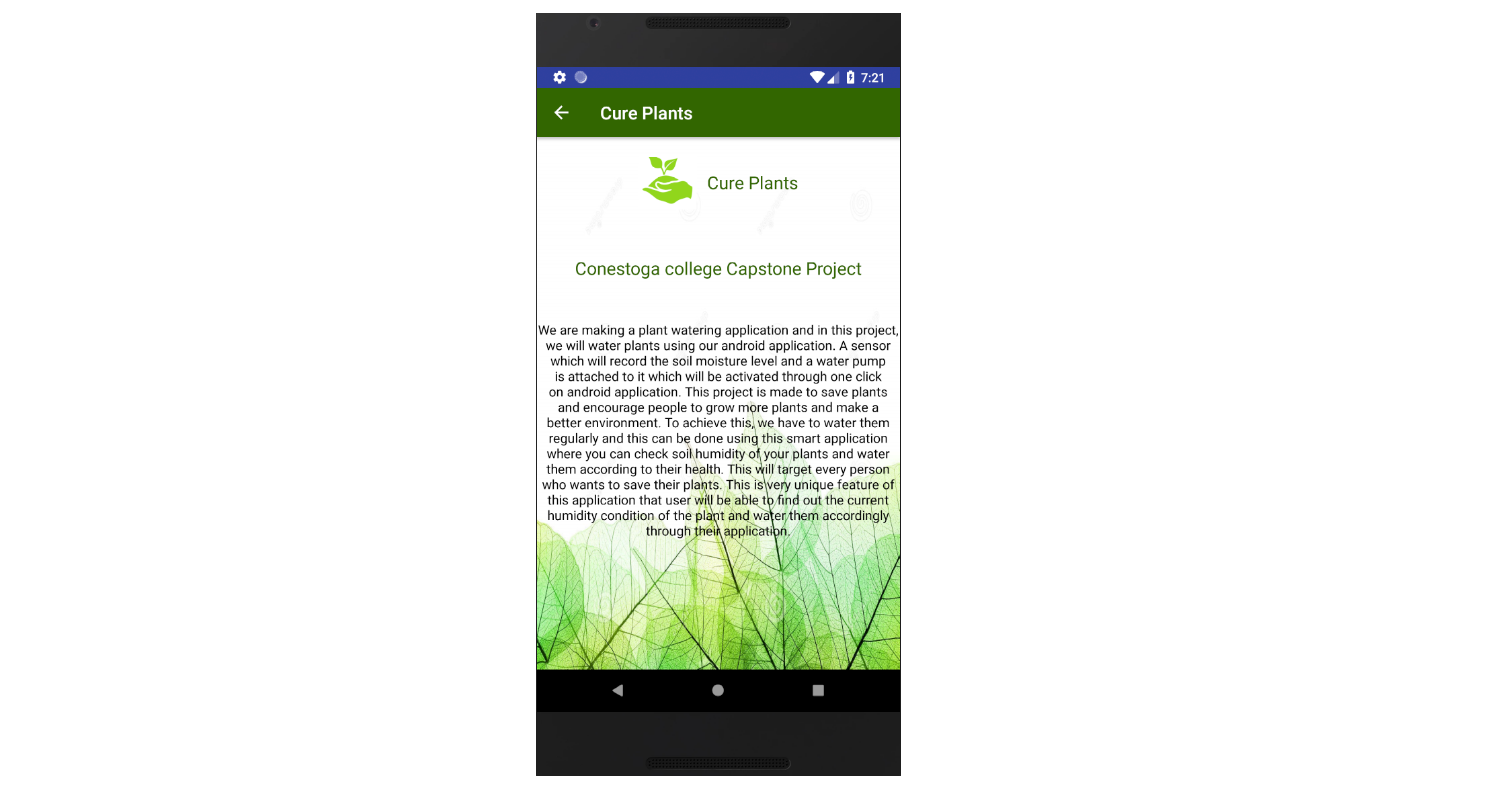 7:21
Cure Plants
Cure Plants
Conestoga college Capstone Project
We are making a plant watering application and in this project,
we will water plants using our android application. A sensor
which will record the soil moisture level and a water pump
is attached to it which will be activated through one click
on android application. This project is made to save plants
and encourage people to grow more plants and make a
better environment. To achieve this, we have to water them
regularly and this can be done using this smart application
where you can check soil humidity of your plants and water
them according to their health. This will target every person
who wants to save their plants. This is very unique feature of
this application that user will be able to find out the current
humidity condition of the plant and water them accordingly
through their application.